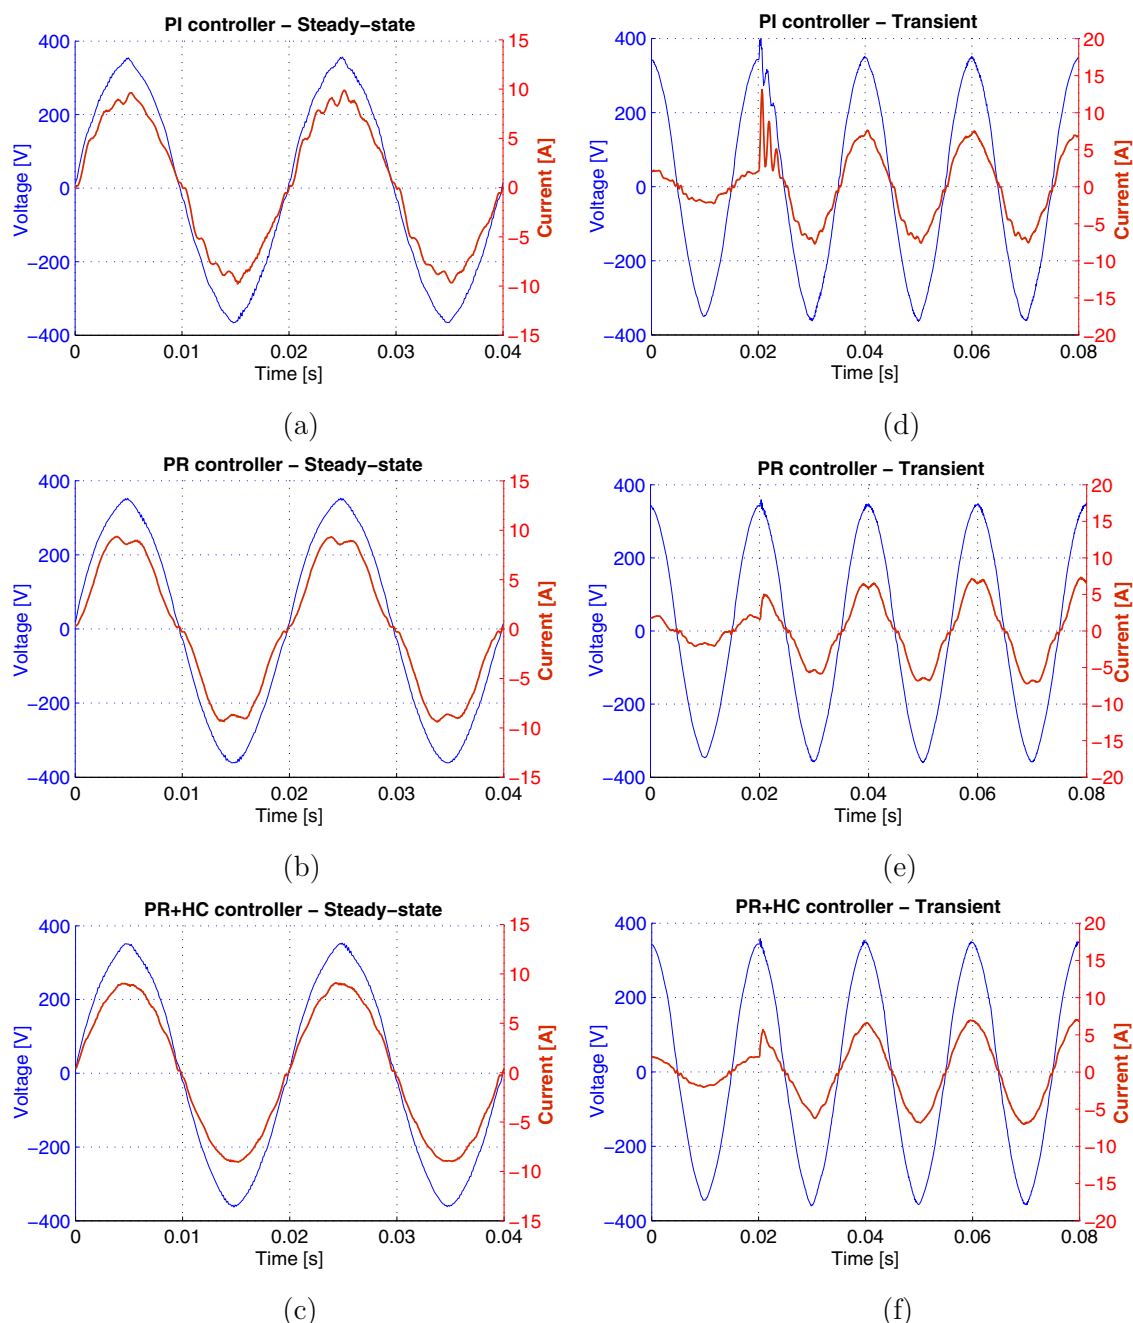 PI controller – Steady–state
400
200
0
−200
−400
Voltage [V]
15
10
5
0
−5
−10
−15
Current [A]
0 0.01 0.02 0.03 0.04
Time [s]
(a)
PI controller – Transient
400
200
0
−200
−400
Voltage [V]
20
15
10
5
0
−5
−10
−15
−20
Current [A]
0 0.02 0.04 0.06 0.08
Time [s]
(d)
PR controller – Steady–state
400
200
0
−200
−400
Voltage [V]
15
10
5
0
−5
−10
−15
Current [A]
0 0.01 0.02 0.03 0.04
Time [s]
(b)
PR controller – Transient
400
200
0
−200
−400
Voltage [V]
20
15
10
5
0
−5
−10
−15
−20
Current [A]
0 0.02 0.04 0.06 0.08
Time [s]
(e)
PR+HC controller – Steady–state
400
200
0
−200
−400
Voltage [V]
15
10
5
0
−5
−10
−15
Current [A]
0 0.01 0.02 0.03 0.04
Time [s]
(c)
PR+HC controller – Transient
400
200
0
−200
−400
Voltage [V]
20
15
10
5
0
−5
−10
−15
−20
Current [A]
0 0.02 0.04 0.06 0.08
Time [s]
(f)